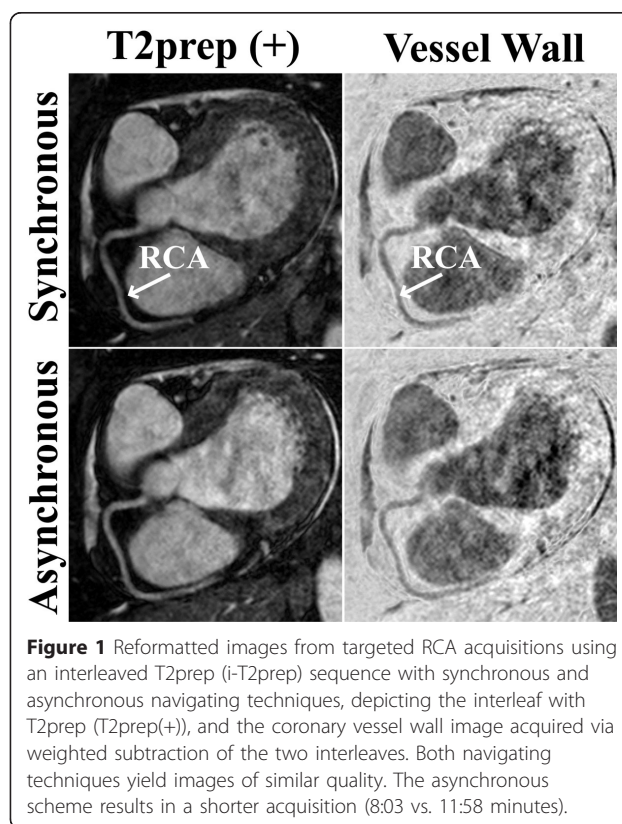 T2prep (+)
Vessel Wall
Synchronous
RCA
RCA
Asynchronous
Figure 1 Reformatted images from targeted RCA acquisitions using
an interleaved T2prep (i-T2prep) sequence with synchronous and
asynchronous navigating techniques, depicting the interleaf with
T2prep (T2prep(+)), and the coronary vessel wall image acquired via
weighted subtraction of the two interleaves. Both navigating
techniques yield images of similar quality. The asynchronous
scheme results in a shorter acquisition (8:03 vs. 11:58 minutes).